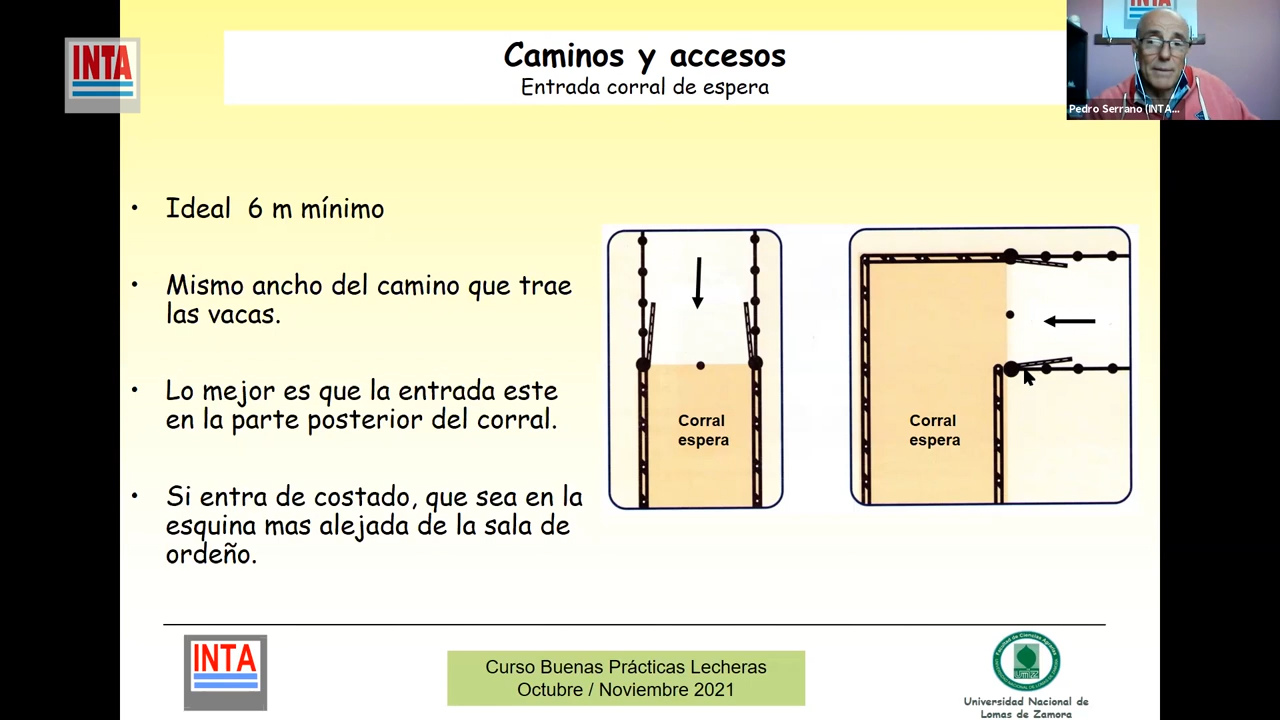 INTA
Caminos y accesos
Entrada corral de espera
INTA
Pedro Serrano (INTA...
• Ideal 6 m mínimo
• Mismo ancho del camino que trae
las vacas.
• Lo mejor es que la entrada este
en la parte posterior del corral.
• Si entra de costado, que sea en la
esquina mas alejada de la sala de
ordeño.
Corral
espera
Corral
espera
INTA
Curso Buenas Prácticas Lecheras
Octubre / Noviembre 2021
Universidad Nacional de
Lomas de Zamora